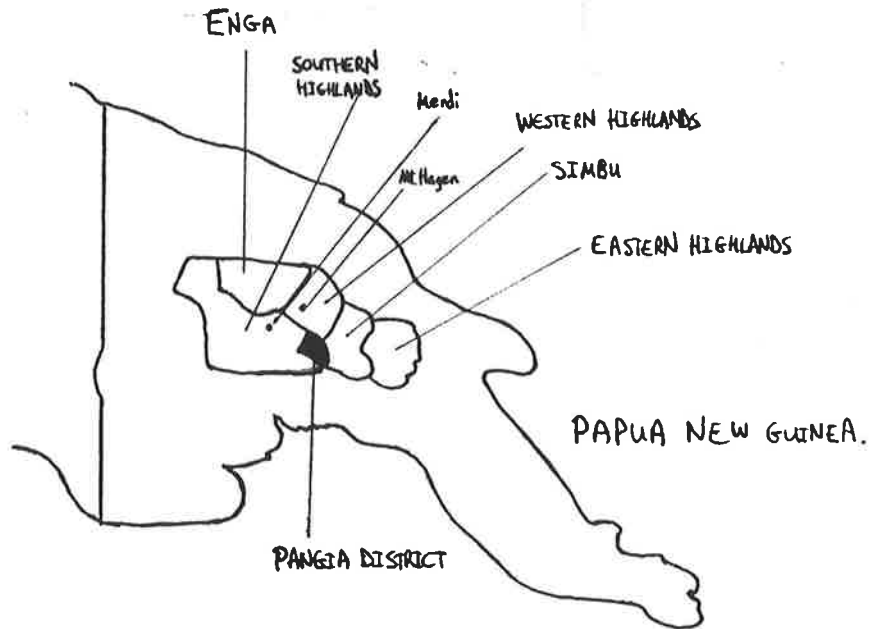 ENGA
SOUTHERN
HIGHLANDS
Mendi
WESTERN HIGHLANDS
Mt Hagen
SIMBU
EASTERN HIGHLANDS
PAPUA NEW GUINEA.
PANGIA DISTRICT